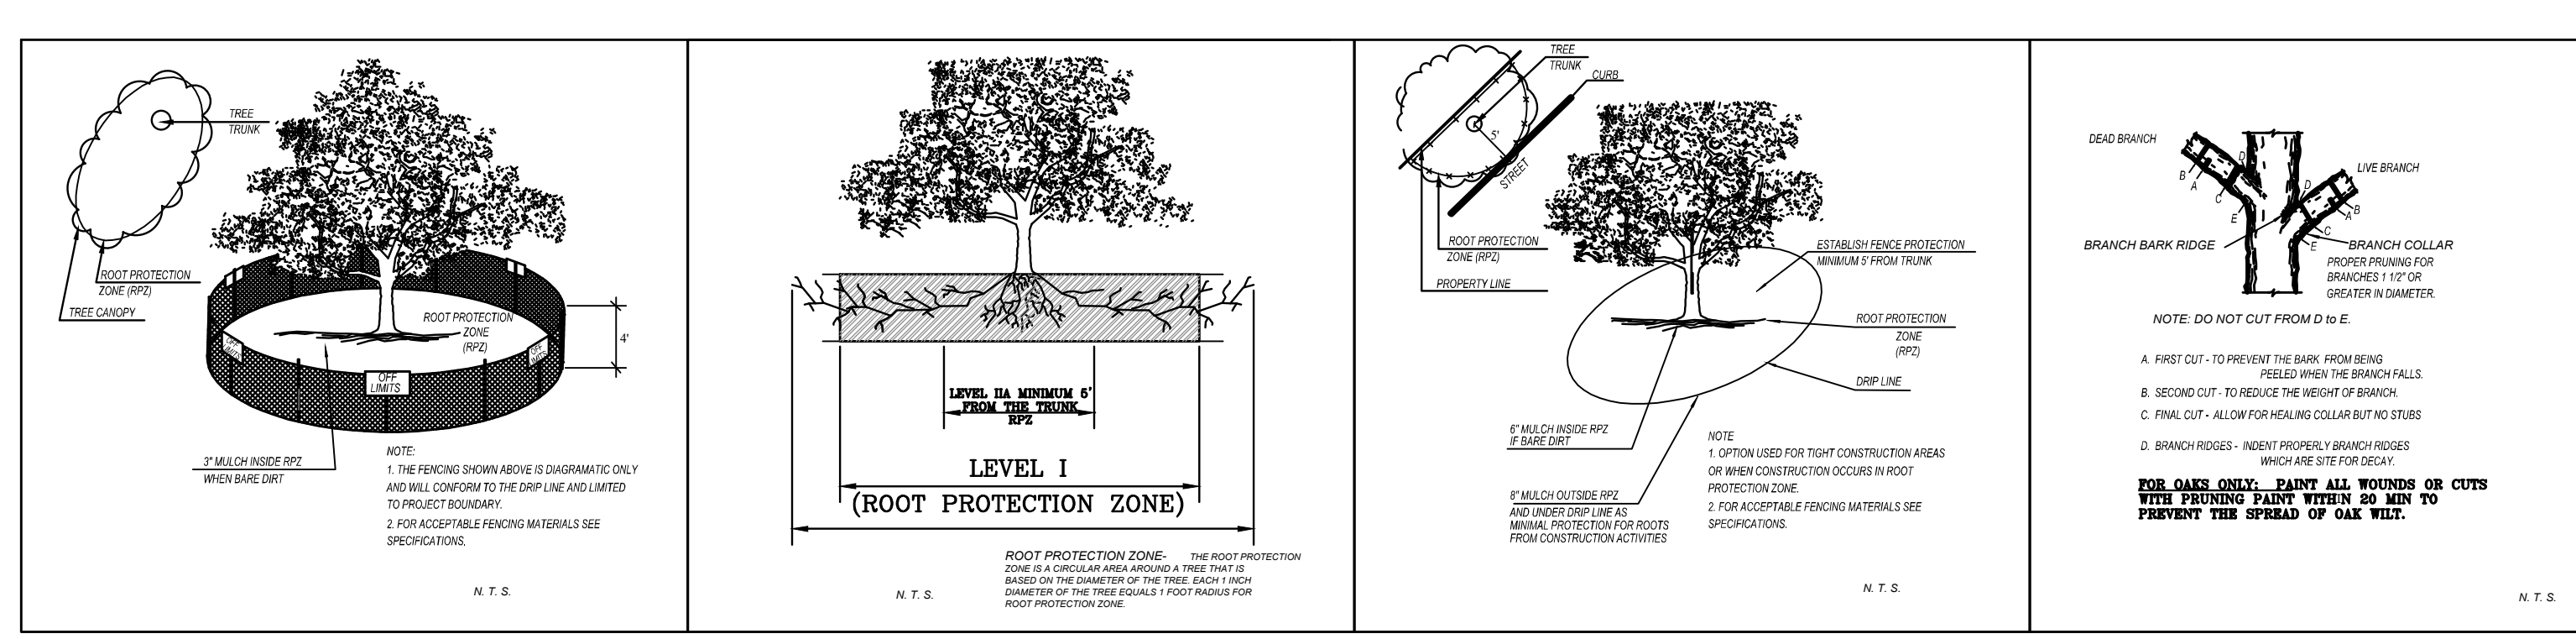 TREE
TRUNK
ROOT PROTECTION
ZONE (RPZ)
TREE CANOPY
ROOT PROTECTION
ZONE
(RPZ)
OFF
LIMITS
OFF
LIMITS
OFF
LIMITS
4'
3" MULCH INSIDE RPZ
WHEN BARE DIRT
NOTE:
1. THE FENCING SHOWN ABOVE IS DIAGRAMATIC ONLY
AND WILL CONFORM TO THE DRIP LINE AND LIMITED
TO PROJECT BOUNDARY.
2. FOR ACCEPTABLE FENCING MATERIALS SEE
SPECIFICATIONS,
N. T. S.
LEVEL IIA MINIMUM 5'
FROM THE TRUNK
RPZ
LEVEL I
(ROOT PROTECTION ZONE)
ROOT PROTECTION ZONE- THE ROOT PROTECTION
ZONE IS A CIRCULAR AREA AROUND A TREE THAT IS
BASED ON THE DIAMETER OF THE TREE. EACH 1 INCH
DIAMETER OF THE TREE EQUALS 1 FOOT RADIUS FOR
ROOT PROTECTION ZONE.
N. T. S.
TREE
TRUNK
CURB
5'
STREET
ROOT PROTECTION
ZONE (RPZ)
PROPERTY LINE
ESTABLISH FENCE PROTECTION
MINIMUM 5' FROM TRUNK
ROOT PROTECTION
ZONE
(RPZ)
DRIP LINE
6" MULCH INSIDE RPZ
IF BARE DIRT
8" MULCH OUTSIDE RPZ
AND UNDER DRIP LINE AS
MINIMAL PROTECTION FOR ROOTS
FROM CONSTRUCTION ACTIVITIES
NOTE
1. OPTION USED FOR TIGHT CONSTRUCTION AREAS
OR WHEN CONSTRUCTION OCCURS IN ROOT
PROTECTION ZONE.
2. FOR ACCEPTABLE FENCING MATERIALS SEE
SPECIFICATIONS.
N. T. S.
DEAD BRANCH
B
A
C
D
E
LIVE BRANCH
D
B
A
C
E
BRANCH BARK RIDGE
BRANCH COLLAR
PROPER PRUNING FOR
BRANCHES 1 1/2" OR
GREATER IN DIAMETER.
NOTE: DO NOT CUT FROM D to E.
A. FIRST CUT - TO PREVENT THE BARK FROM BEING
PEELED WHEN THE BRANCH FALLS.
B. SECOND CUT - TO REDUCE THE WEIGHT OF BRANCH.
C. FINAL CUT - ALLOW FOR HEALING COLLAR BUT NO STUBS
D. BRANCH RIDGES - INDENT PROPERLY BRANCH RIDGES
WHICH ARE SITE FOR DECAY.
FOR OAKS ONLY: PAINT ALL WOUNDS OR CUTS
WITH PRUNING PAINT WITHIN 20 MIN TO
PREVENT THE SPREAD OF OAK WILT.
N. T. S.